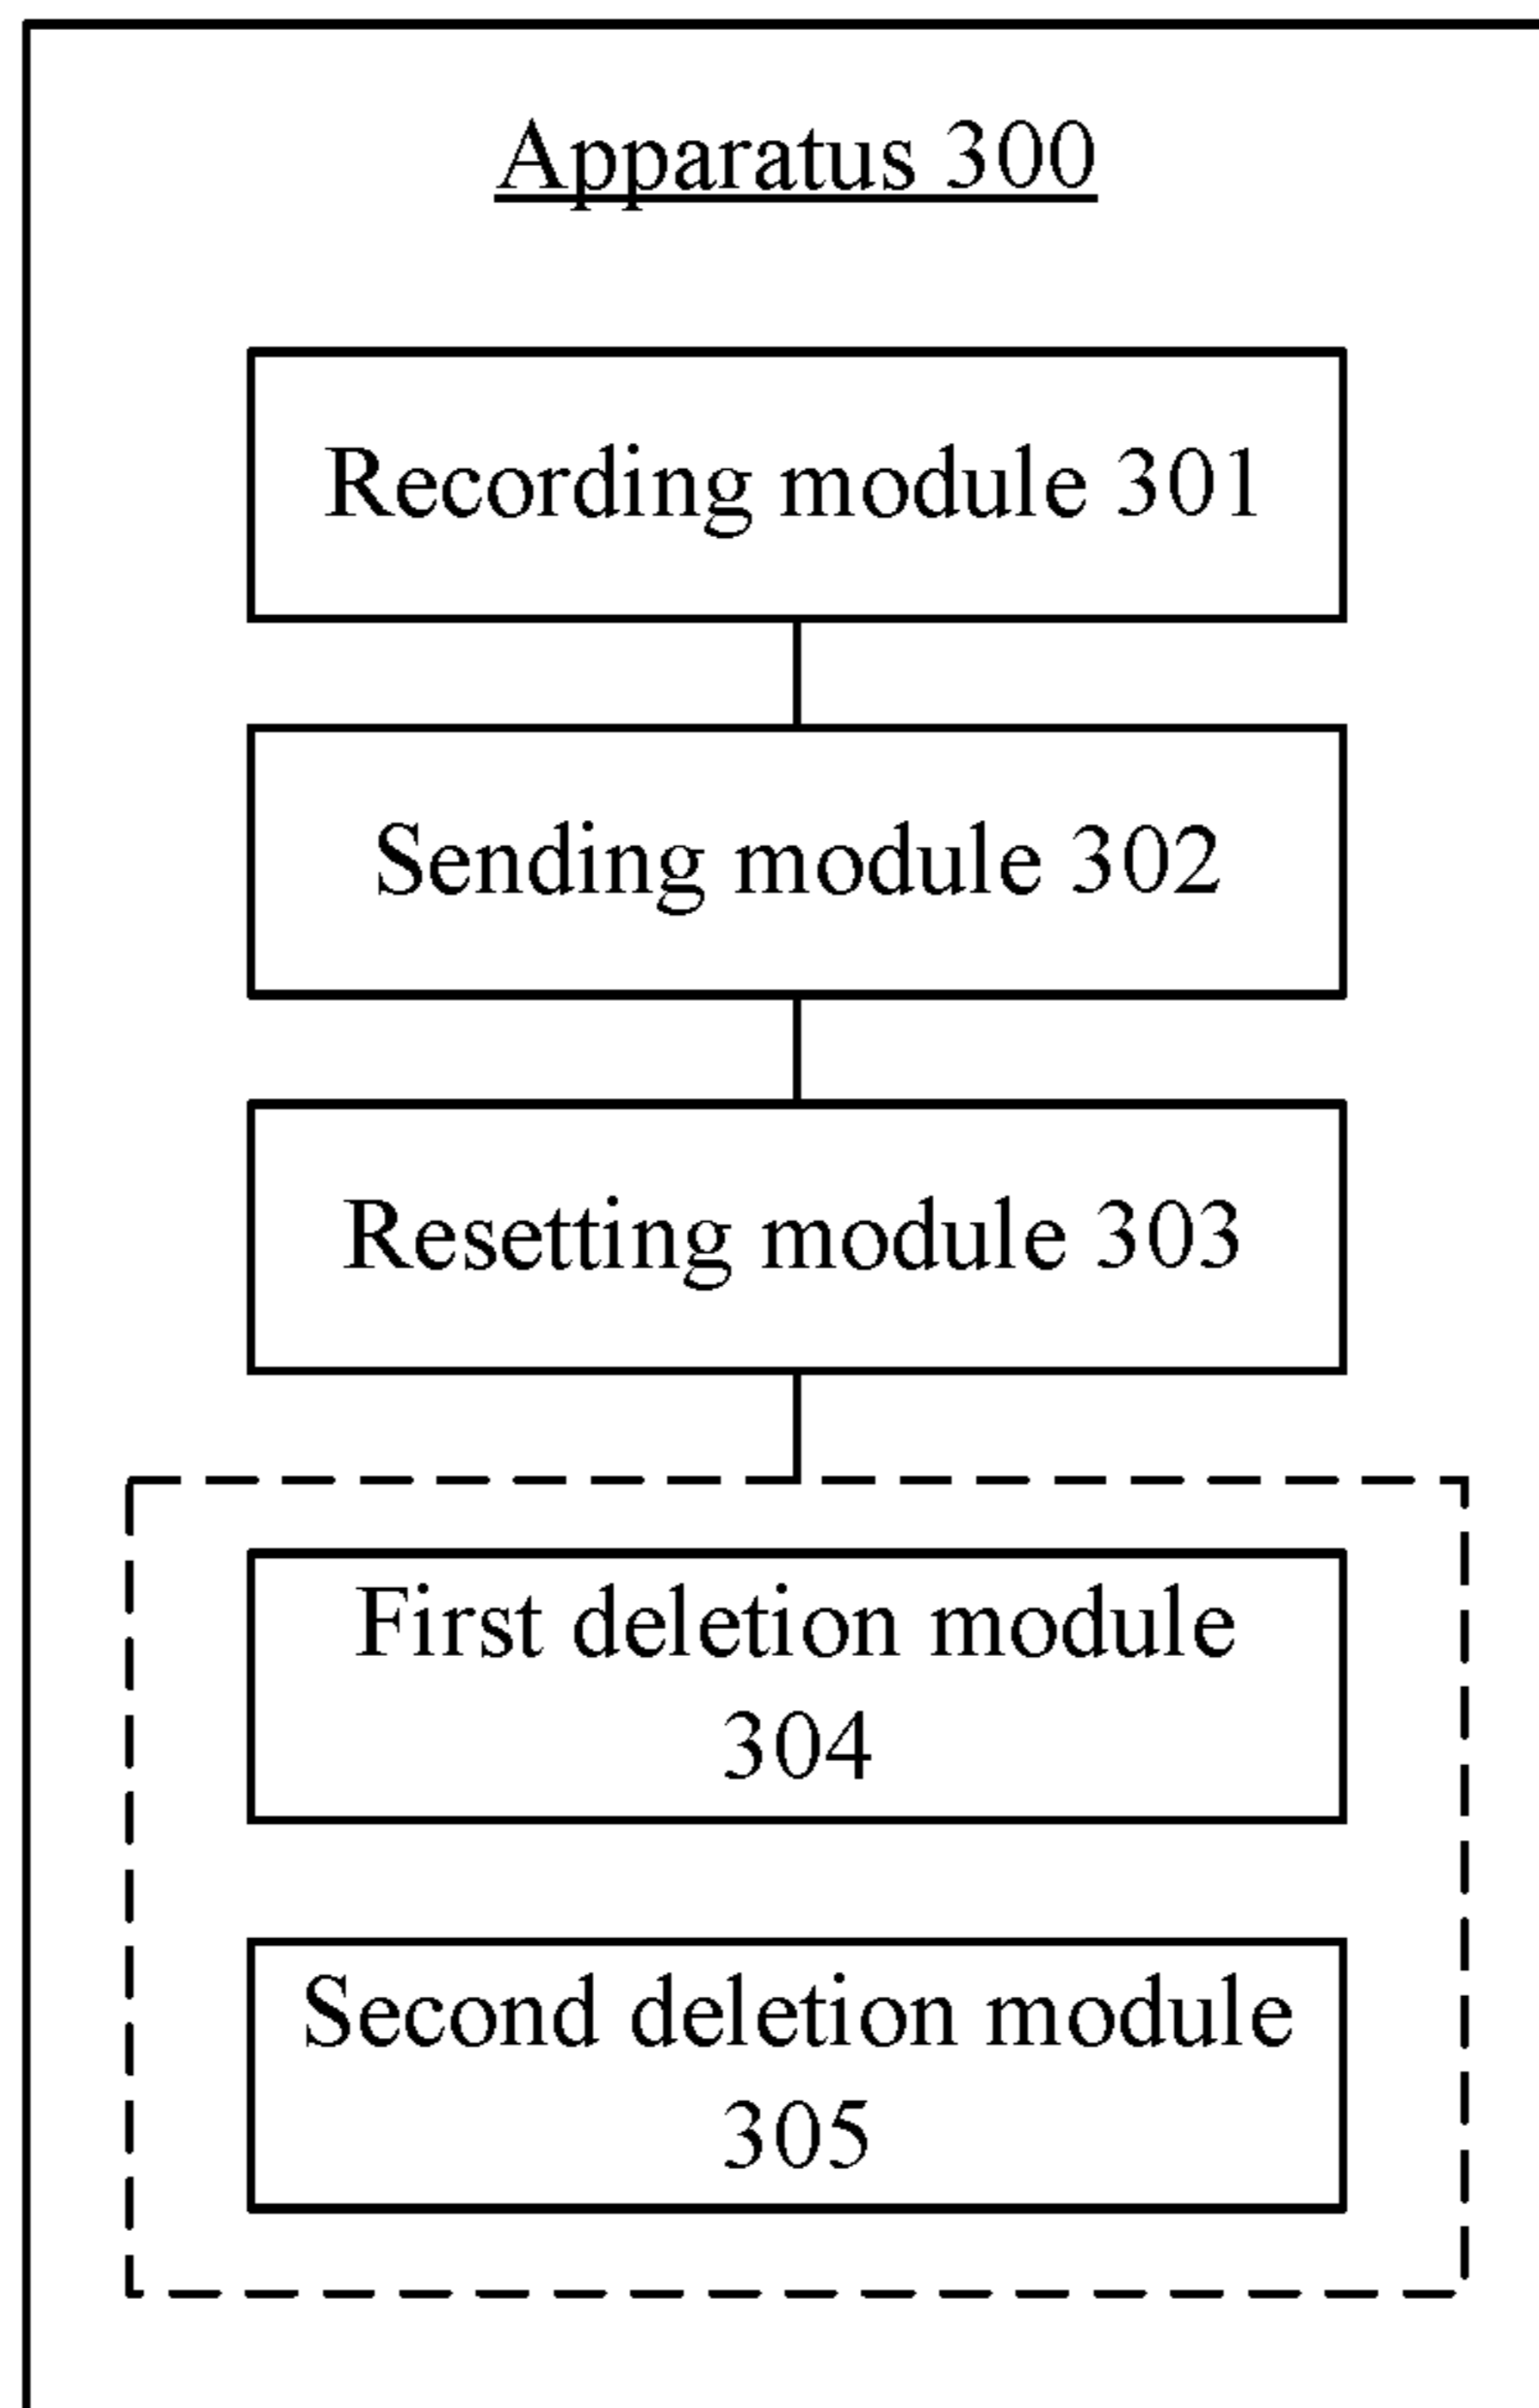 Apparatus 300
Recording module 301
Sending module 302
Resetting module 303
First deletion module
304
Second deletion module
305